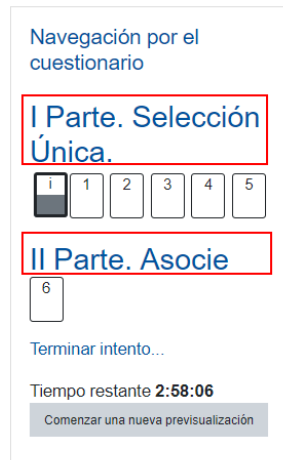 Navegación por el
cuestionario
I Parte. Selección
Única.
i 1 2 3 4 5
II Parte. Asocie
6
Terminar intento...
Tiempo restante 2:58:06
Comenzar una nueva previsualización